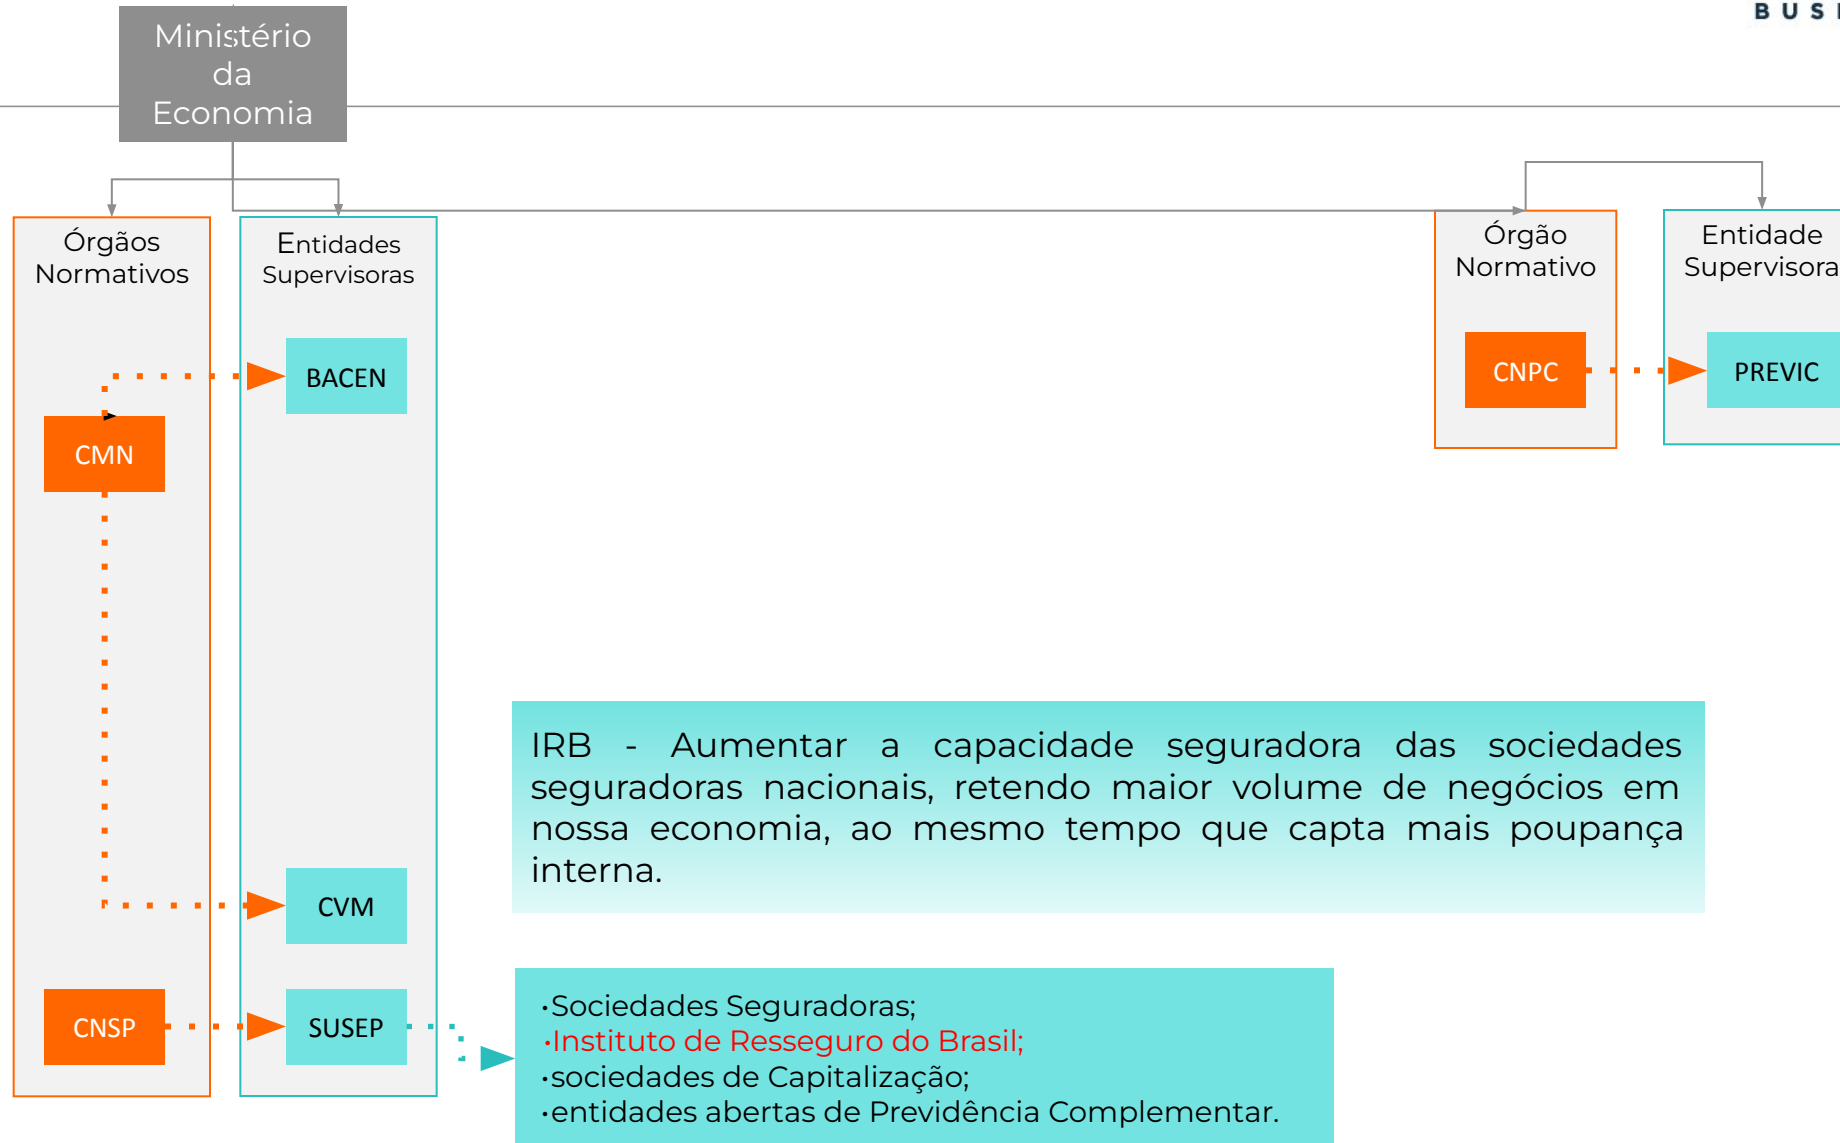 BUSI
Ministério
da
Economia
Órgãos
Normativos
Entidades
Supervisoras
Órgão
Normativo
Entidade
Supervisora
BACEN
CNPC
PREVIC
CMN
IRB - Aumentar a capacidade seguradora das sociedades
seguradoras nacionais, retendo maior volume de negócios em
nossa economia, ao mesmo tempo que capta mais poupança
interna.
CVM
CNSP
SUSEP
•Sociedades Seguradoras;
•Instituto de Resseguro do Brasil;
•sociedades de Capitalização;
•entidades abertas de Previdência Complementar.